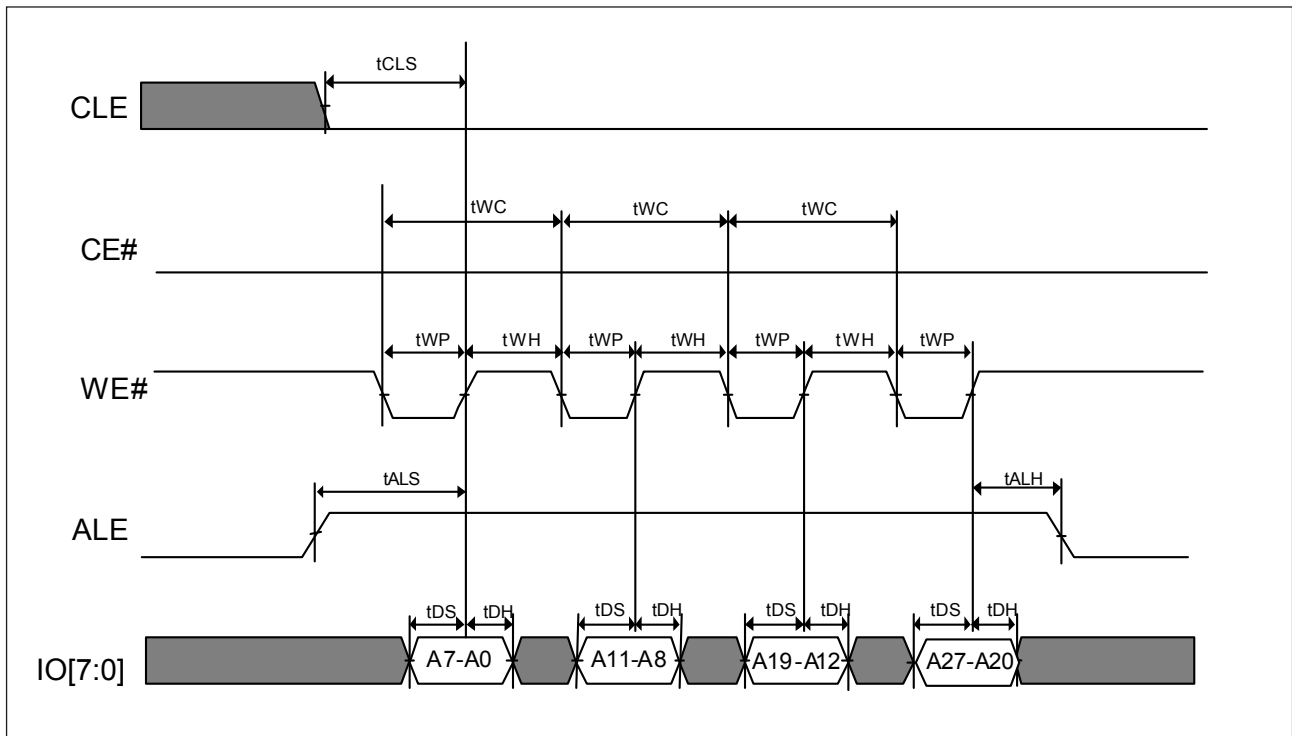 tCLS
CLE
tWC tWC tWC
CE#
tWP tWH tWP tWH tWP tWH tWP
WE#
tALS tALH
ALE
tDS tDH tDS tDH tDS tDH tDS tDH
IO[7:0] A7-A0 A11-A8 A19-A12 A27-A20